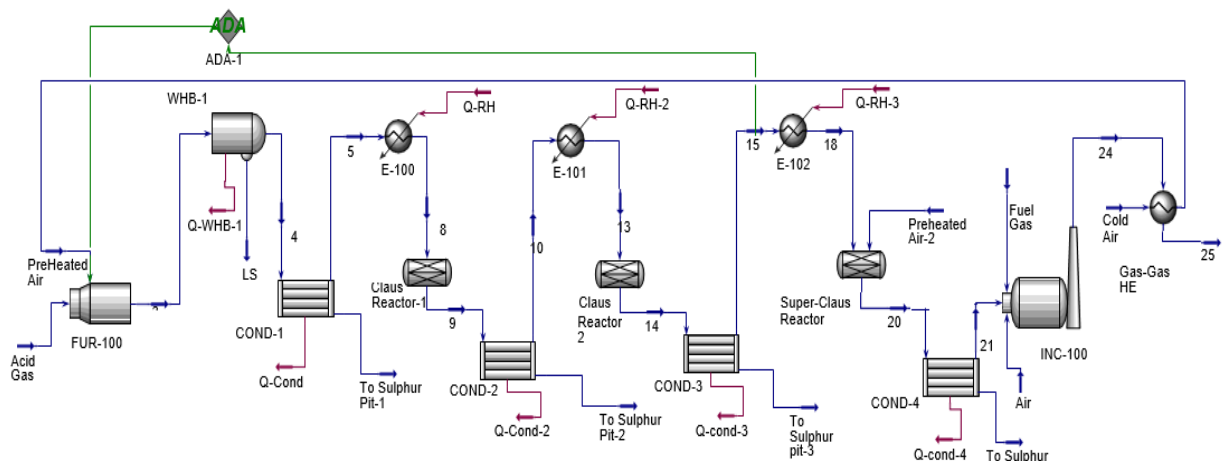 ADA
ADA-1
WHB-1
Q-RH
Q-RH-2
Q-RH-3
5
E-100
E-101
15
18
E-102
24
Q-WHB-1
4
8
10
13
Fuel
Gas
Cold
Air
PreHeated
Air
LS
Preheated
Air-2
25
Gas-Gas
HE
Claus
Reactor-1
Claus
Reactor
2
Super-Claus
Reactor
3
FUR-100
COND-1
9
14
20
21
INC-100
Acid
Gas
Q-Cond
To Sulphur
Pit-1
COND-2
COND-3
COND-4
Air
Q-Cond-2
To Sulphur
Pit-2
Q-cond-3
To
Sulphur
pit-3
Q-cond-4
To Sulphur